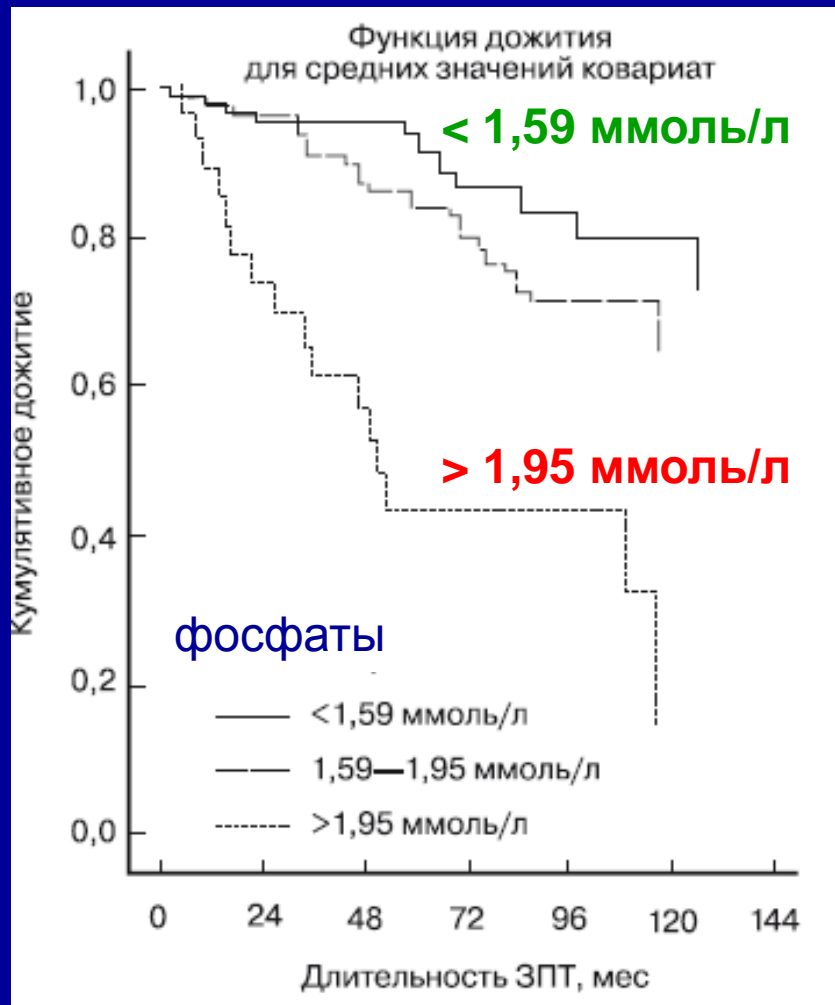 Функция дожития
для средних значений ковариат
1,0
< 1,59 ммоль/л
0,8
Кумулятивное дожитие
0,6
> 1,95 ммоль/л
0,4
фосфаты
0,2
<1,59 ммоль/л
1,59—1,95 ммоль/л
>1,95 ммоль/л
0,0
0 24 48 72 96 120 144
Длительность ЗПТ, мес